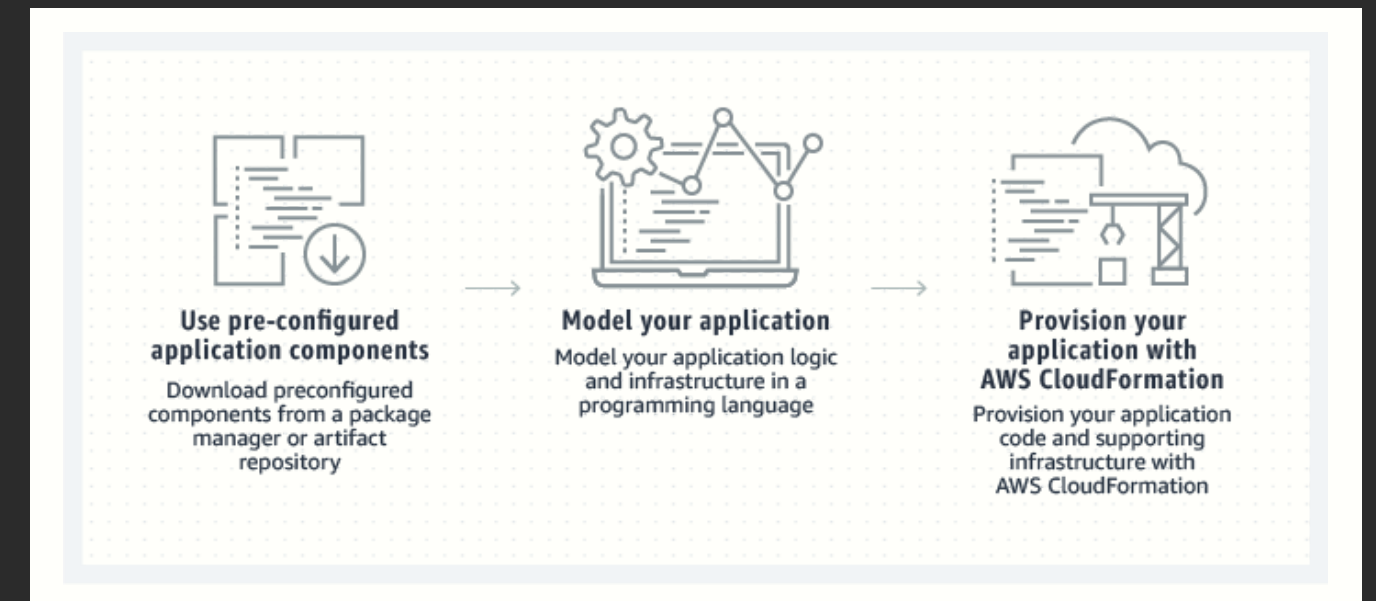 Use pre-configured
application components
Download preconfigured
components from a package
manager or artifact
repository
Model your application
Model your application logic
and infrastructure in a
programming language
Provision your
application with
AWS CloudFormation
Provision your application
code and supporting
infrastructure with
AWS CloudFormation